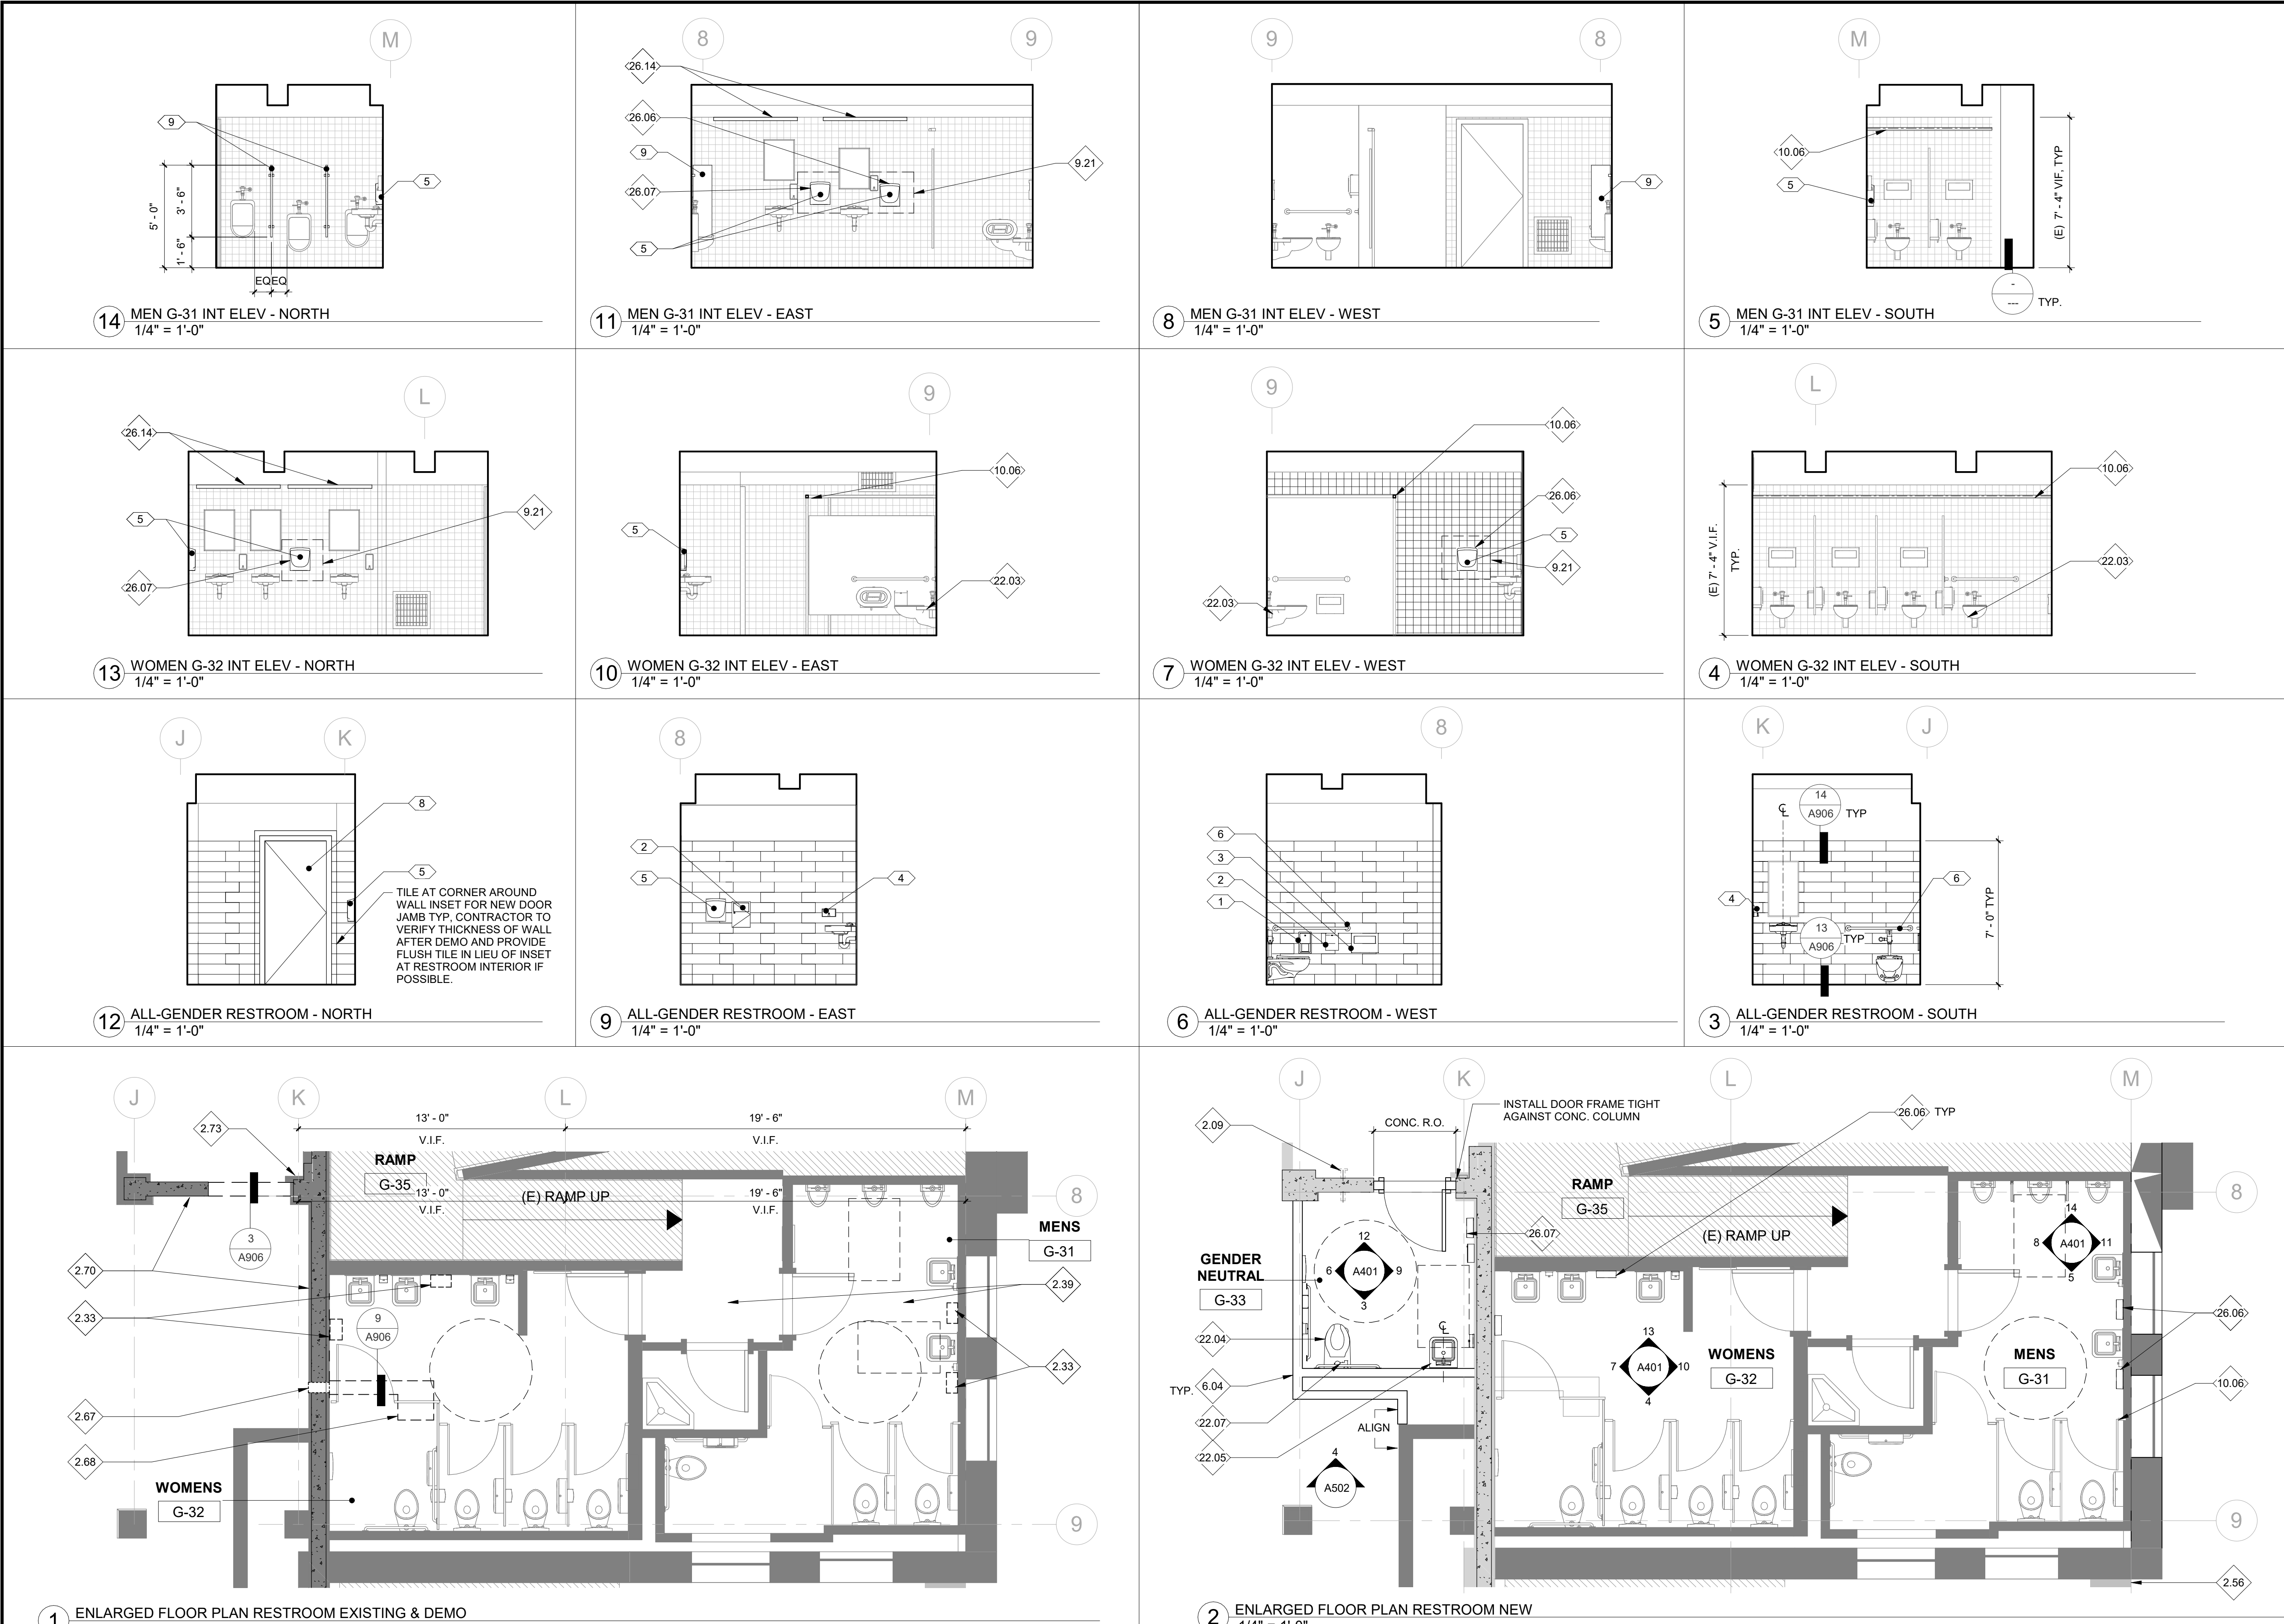 M
9
5
5' - 0"
3' - 6"
1' - 6"
EQ
EQ
14
MEN G-31 INT ELEV - NORTH
1/4" = 1'-0"
8
9
26.14
26.06
9
26.07
5
9.21
11
MEN G-31 INT ELEV - EAST
1/4" = 1'-0"
9
8
9
8
MEN G-31 INT ELEV - WEST
1/4" = 1'-0"
M
10.06
5
(E) 7' - 4" VIF, TYP
-
---
TYP.
5
MEN G-31 INT ELEV - SOUTH
1/4" = 1'-0"
L
26.14
5
26.07
9.21
13
WOMEN G-32 INT ELEV - NORTH
1/4" = 1'-0"
9
10.06
5
22.03
10
WOMEN G-32 INT ELEV - EAST
1/4" = 1'-0"
9
10.06
26.06
5
9.21
22.03
7
WOMEN G-32 INT ELEV - WEST
1/4" = 1'-0"
L
10.06
(E) 7' - 4" V.I.F.
TYP.
22.03
4
WOMEN G-32 INT ELEV - SOUTH
1/4" = 1'-0"
J
K
8
5
TILE AT CORNER AROUND
WALL INSET FOR NEW DOOR
JAMB TYP, CONTRACTOR TO
VERIFY THICKNESS OF WALL
AFTER DEMO AND PROVIDE
FLUSH TILE IN LIEU OF INSET
AT RESTROOM INTERIOR IF
POSSIBLE.
12
ALL-GENDER RESTROOM - NORTH
1/4" = 1'-0"
8
2
5
4
9
ALL-GENDER RESTROOM - EAST
1/4" = 1'-0"
8
6
3
2
1
6
ALL-GENDER RESTROOM - WEST
1/4" = 1'-0"
K
J
14
A906
TYP
4
6
13
A906
TYP
7' - 0" TYP
3
ALL-GENDER RESTROOM - SOUTH
1/4" = 1'-0"
J
K
L
M
13' - 0"
V.I.F.
19' - 6"
V.I.F.
2.73
RAMP
G-35
13' - 0"
V.I.F.
(E) RAMP UP
19' - 6"
V.I.F.
8
MENS
G-31
3
A906
2.70
2.39
2.33
9
A906
2.33
2.67
2.68
WOMENS
G-32
9
1
ENLARGED FLOOR PLAN RESTROOM EXISTING & DEMO
J
K
L
M
INSTALL DOOR FRAME TIGHT
AGAINST CONC. COLUMN
26.06 TYP
2.09
CONC. R.O.
RAMP
G-35
(E) RAMP UP
8
26.07
GENDER
NEUTRAL
G-33
12
6
A401
9
3
14
8
A401
11
5
26.06
22.04
13
7
A401
10
4
WOMENS
G-32
MENS
G-31
TYP.
6.04
10.06
22.07
ALIGN
22.05
4
A502
9
2.56
2
ENLARGED FLOOR PLAN RESTROOM NEW
1/4" = 1'-0"